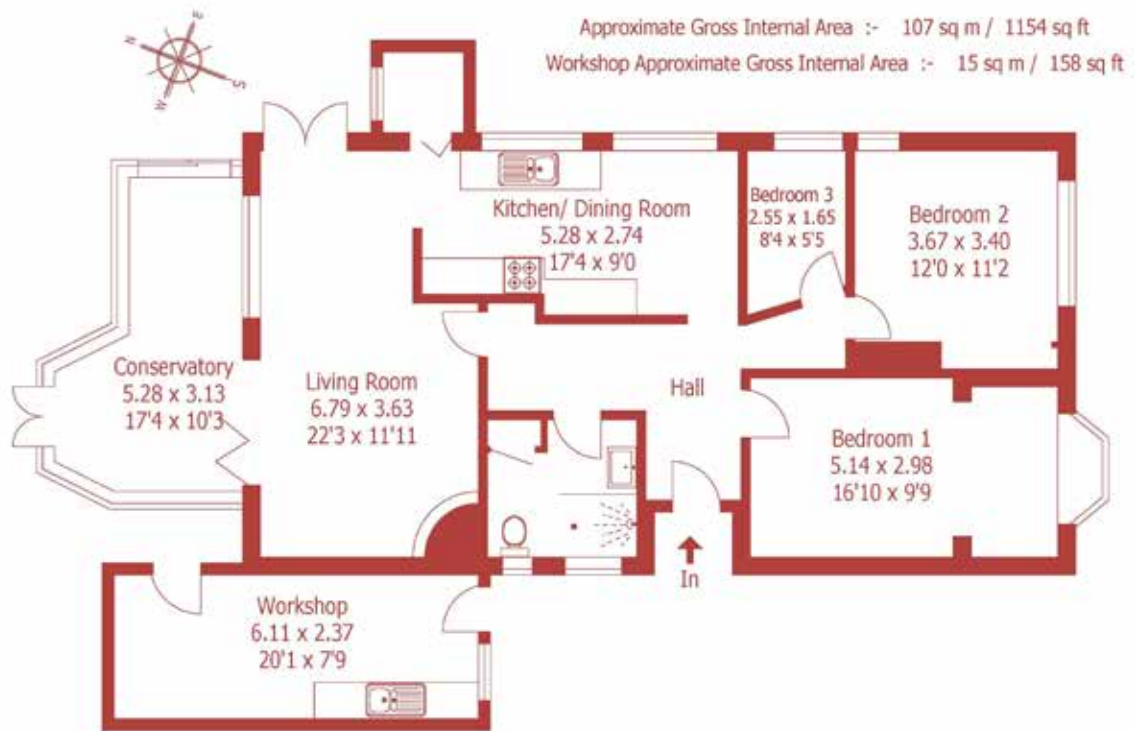 Approximate Gross Internal Area :- 107 sq m / 1154 sq ft
Workshop Approximate Gross Internal Area :- 15 sq m / 158 sq ft
N
E
S
W
Kitchen/ Dining Room
5.28 x 2.74
17'4 x 9'0
Bedroom 3
2.55 x 1.65
8'4 x 5'5
Bedroom 2
3.67 x 3.40
12'0 x 11'2
Conservatory
5.28 x 3.13
17'4 x 10'3
Living Room
6.79 x 3.63
22'3 x 11'11
Hall
Bedroom 1
5.14 x 2.98
16'10 x 9'9
In
Workshop
6.11 x 2.37
20'1 x 7'9